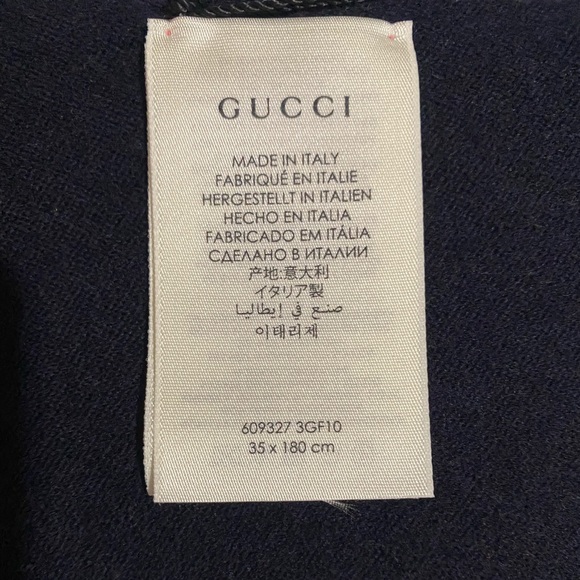 GUCCI
MADE IN ITALY
FABRIQUÉ EN ITALIE
HERGESTELLT IN ITALIEN
HECHO EN ITALIA
FABRICADO EM ITÁLIA
СДЕЛАНО В ИТАЛИИ
产地:意大利
イタリア製
صنع في إيطاليا
이태리제
609327 3GF10
35 x 180 cm